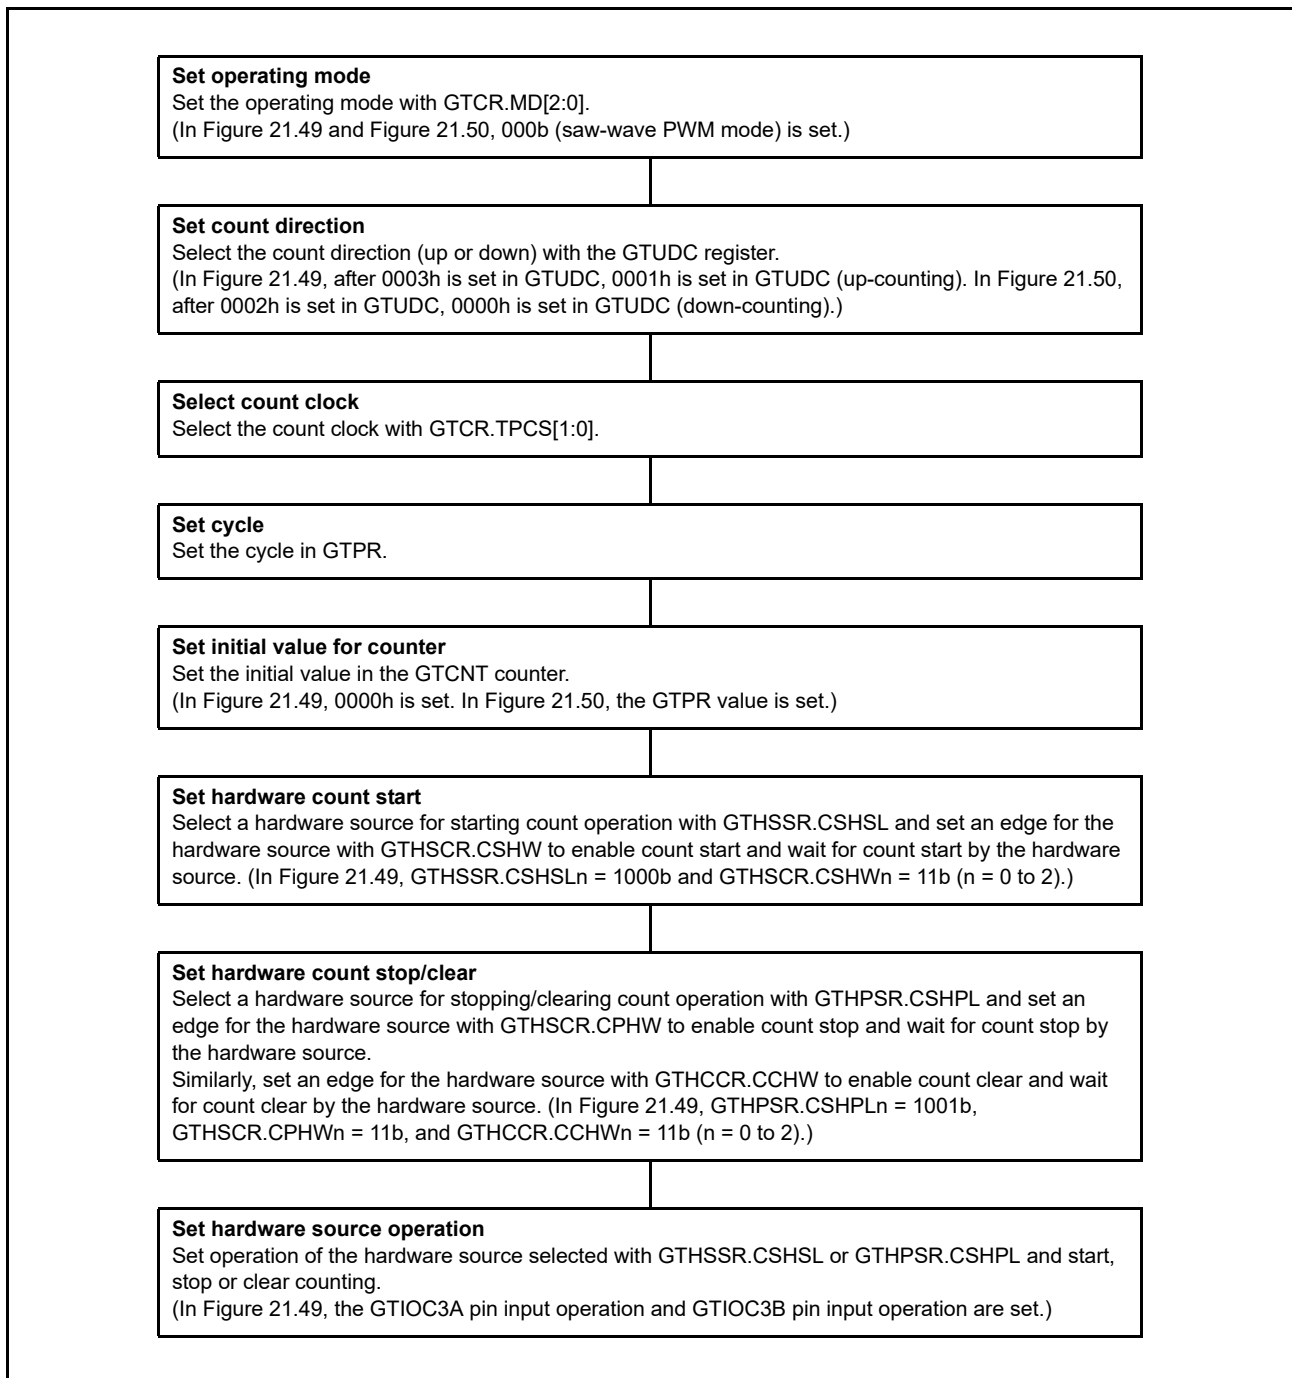 Set operating mode
Set the operating mode with GTCR.MD[2:0].
(In Figure 21.49 and Figure 21.50, 000b (saw-wave PWM mode) is set.)
Set count direction
Select the count direction (up or down) with the GTUDC register.
(In Figure 21.49, after 0003h is set in GTUDC, 0001h is set in GTUDC (up-counting). In Figure 21.50,
after 0002h is set in GTUDC, 0000h is set in GTUDC (down-counting).)
Select count clock
Select the count clock with GTCR.TPCS[1:0].
Set cycle
Set the cycle in GTPR.
Set initial value for counter
Set the initial value in the GTCNT counter.
(In Figure 21.49, 0000h is set. In Figure 21.50, the GTPR value is set.)
Set hardware count start
Select a hardware source for starting count operation with GTHSSR.CSHSL and set an edge for the
hardware source with GTHSCR.CSHW to enable count start and wait for count start by the hardware
source. (In Figure 21.49, GTHSSR.CSHSLn = 1000b and GTHSCR.CSHWn = 11b (n = 0 to 2).)
Set hardware count stop/clear
Select a hardware source for stopping/clearing count operation with GTHPSR.CSHPL and set an
edge for the hardware source with GTHSCR.CPHW to enable count stop and wait for count stop by
the hardware source.
Similarly, set an edge for the hardware source with GTHCCR.CCHW to enable count clear and wait
for count clear by the hardware source. (In Figure 21.49, GTHPSR.CSHPLn = 1001b,
GTHSCR.CPHWn = 11b, and GTHCCR.CCHWn = 11b (n = 0 to 2).)
Set hardware source operation
Set operation of the hardware source selected with GTHSSR.CSHSL or GTHPSR.CSHPL and start,
stop or clear counting.
(In Figure 21.49, the GTIOC3A pin input operation and GTIOC3B pin input operation are set.)